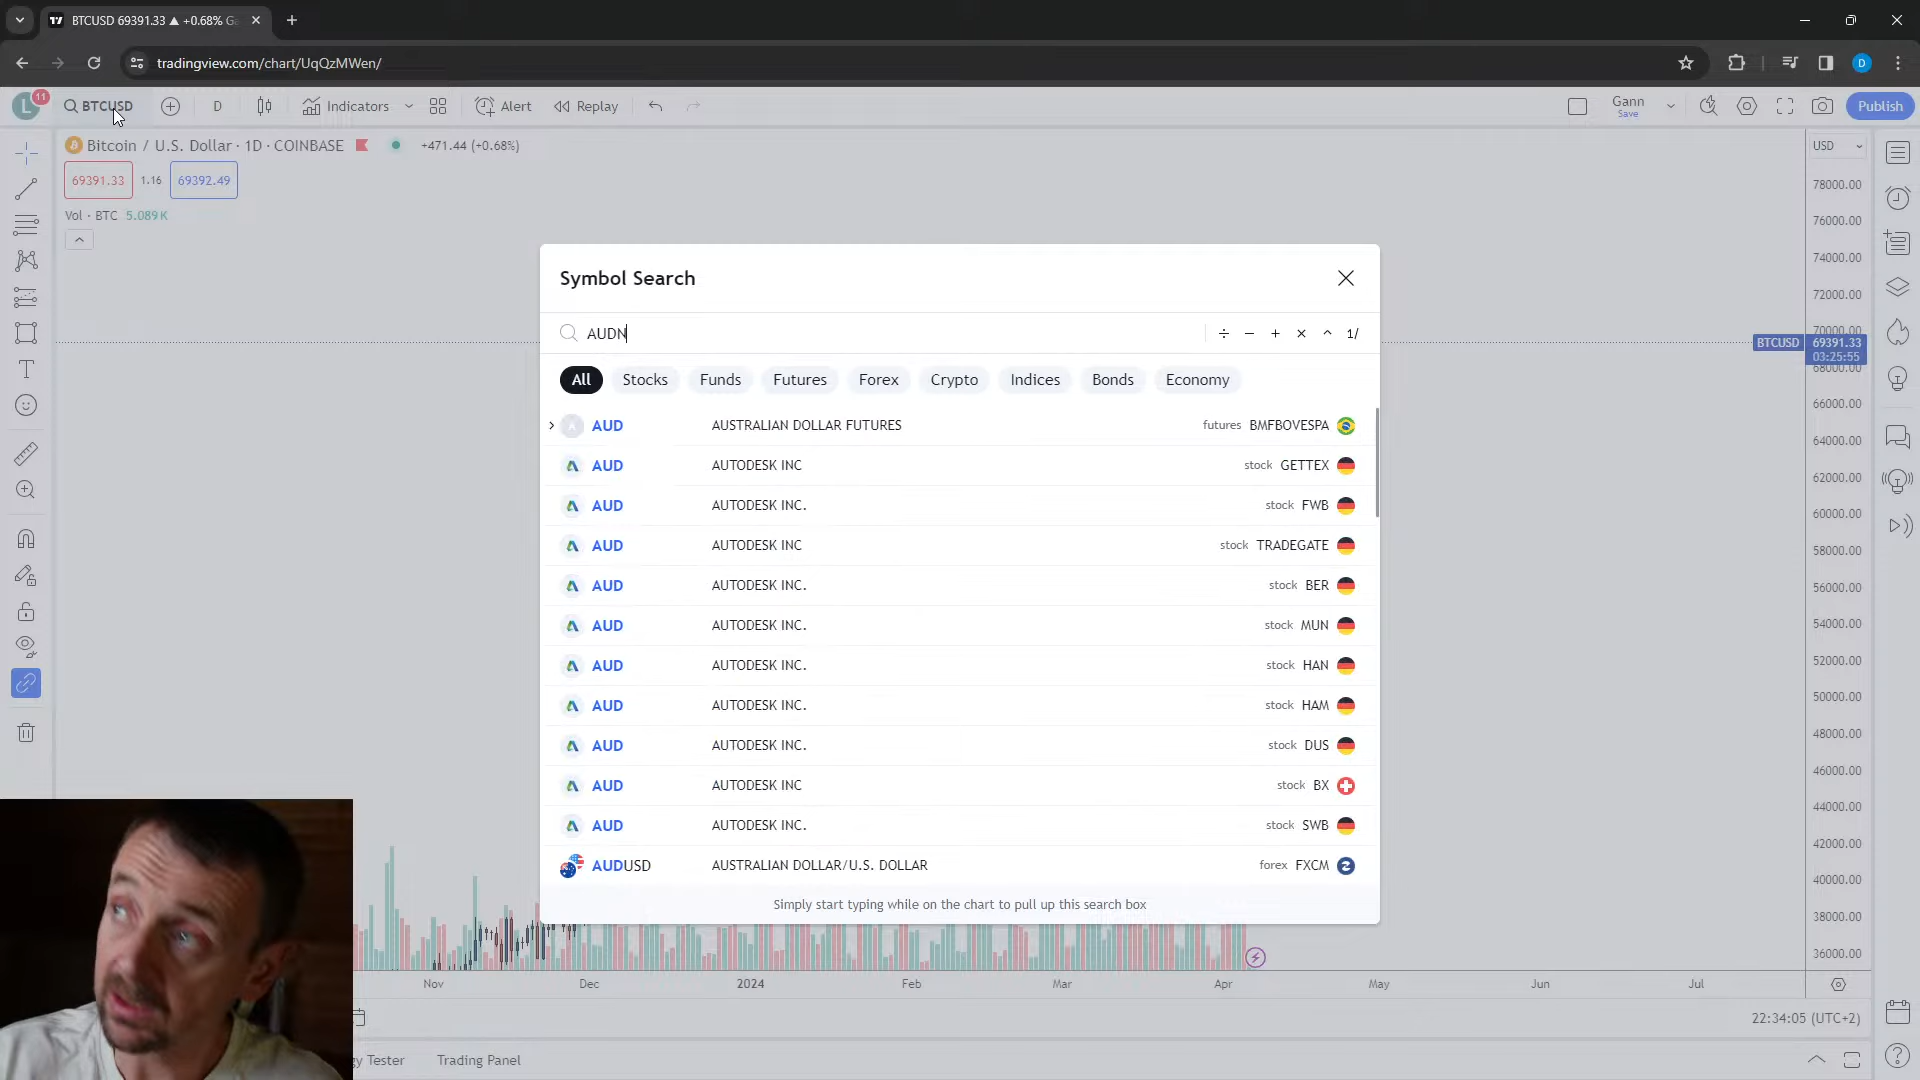 BTCUSD 69391.33 ▲ +0.68% Ga
tradingview.com/chart/UqQzMWen/
D
L
11
BTCUSD
D
Indicators
Alert
Replay
Gann
Save
Publish
Bitcoin / U.S. Dollar · 1D · COINBASE
+471.44 (+0.68%)
USD
69391.33
1.16
69392.49
Vol · BTC 5.089K
78000.00
76000.00
74000.00
72000.00
70000.00
BTCUSD
69391.33
03:25:55
68000.00
66000.00
64000.00
62000.00
60000.00
58000.00
56000.00
54000.00
52000.00
50000.00
48000.00
46000.00
44000.00
42000.00
40000.00
38000.00
36000.00
Symbol Search
AUDN
÷ − + × ^ 1/
All
Stocks
Funds
Futures
Forex
Crypto
Indices
Bonds
Economy
A AUD AUSTRALIAN DOLLAR FUTURES futures BMFBOVESPA
AUD AUTODESK INC stock GETTEX
AUD AUTODESK INC. stock FWB
AUD AUTODESK INC stock TRADEGATE
AUD AUTODESK INC. stock BER
AUD AUTODESK INC. stock MUN
AUD AUTODESK INC. stock HAN
AUD AUTODESK INC. stock HAM
AUD AUTODESK INC. stock DUS
AUD AUTODESK INC stock BX
AUD AUTODESK INC. stock SWB
AUDUSD AUSTRALIAN DOLLAR/U.S. DOLLAR forex FXCM
Simply start typing while on the chart to pull up this search box
Nov
Dec
2024
Feb
Mar
Apr
May
Jun
Jul
22:34:05 (UTC+2)
gy Tester
Trading Panel